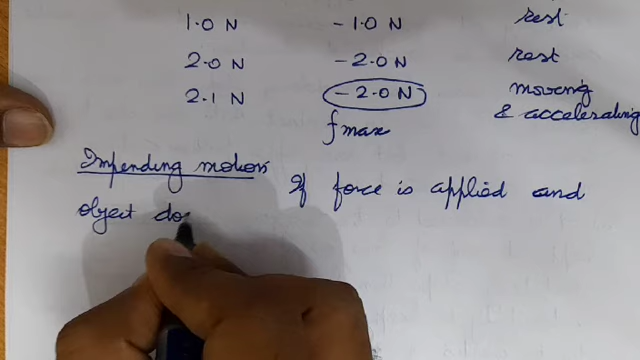 1.0 N -1.0 N rest
2.0 N -2.0 N rest
2.1 N -2.0 N moving
& accelerating
fmax
Impending motion If force is applied and
object do